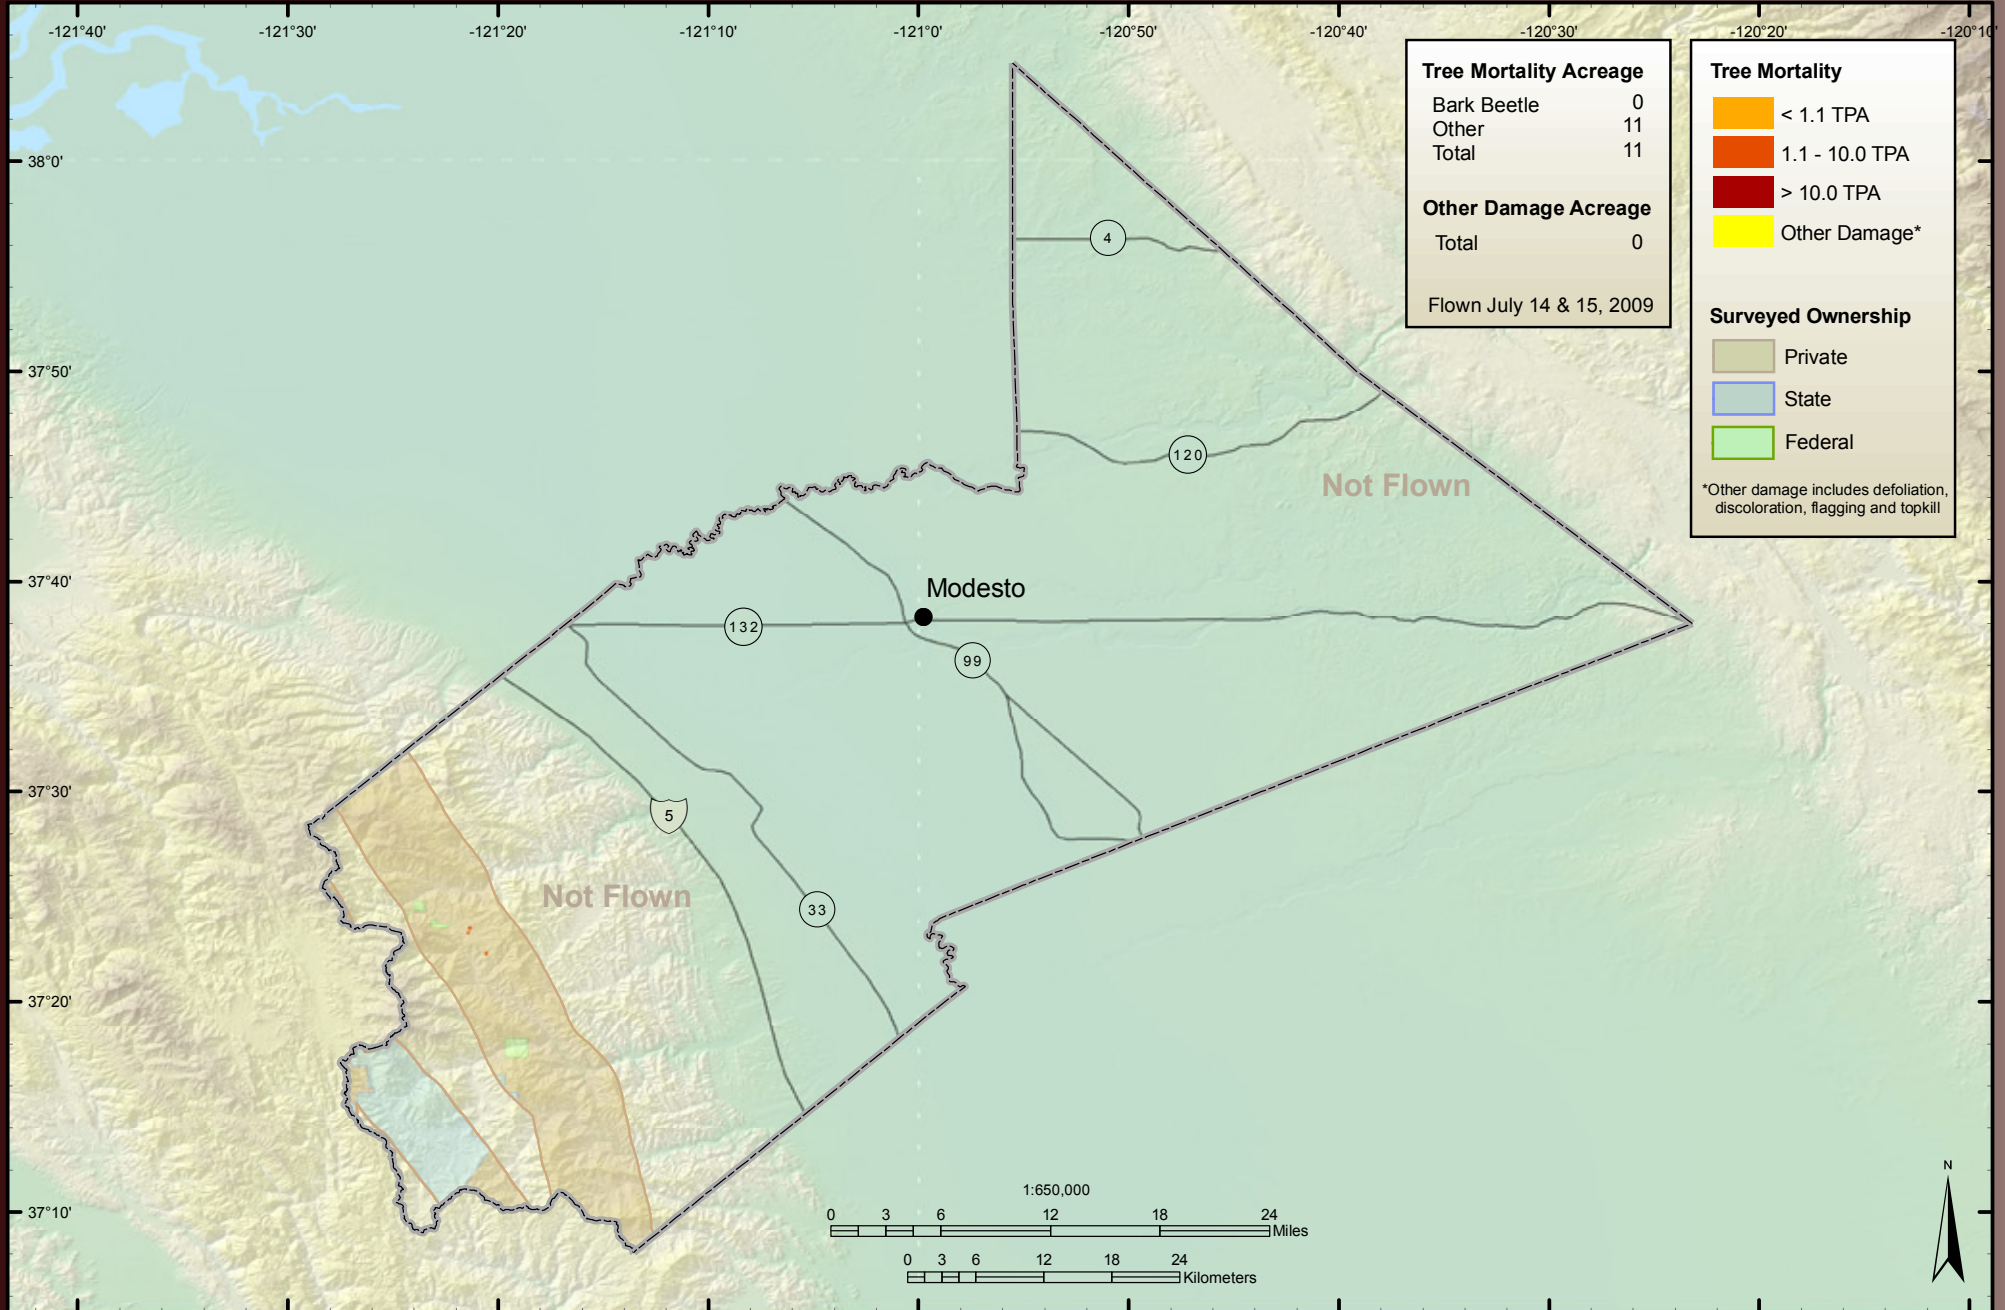 -121°40'
-121°30'
-121°20'
-121°10'
-121°0'
-120°50'
-120°40'
-120°30'
-120°20'
-120°10'
38°0'
37°50'
37°40'
37°30'
37°20'
37°10'
Tree Mortality Acreage
Bark Beetle 0
Other 11
Total 11
Other Damage Acreage
Total 0
Flown July 14 & 15, 2009
Tree Mortality
< 1.1 TPA
1.1 - 10.0 TPA
> 10.0 TPA
Other Damage*
Surveyed Ownership
Private
State
Federal
*Other damage includes defoliation,
discoloration, flagging and topkill
4
120
Not Flown
Modesto
132
99
5
Not Flown
33
1:650,000
0 3 6 12 18 24
Miles
0 3 6 12 18 24
Kilometers
N